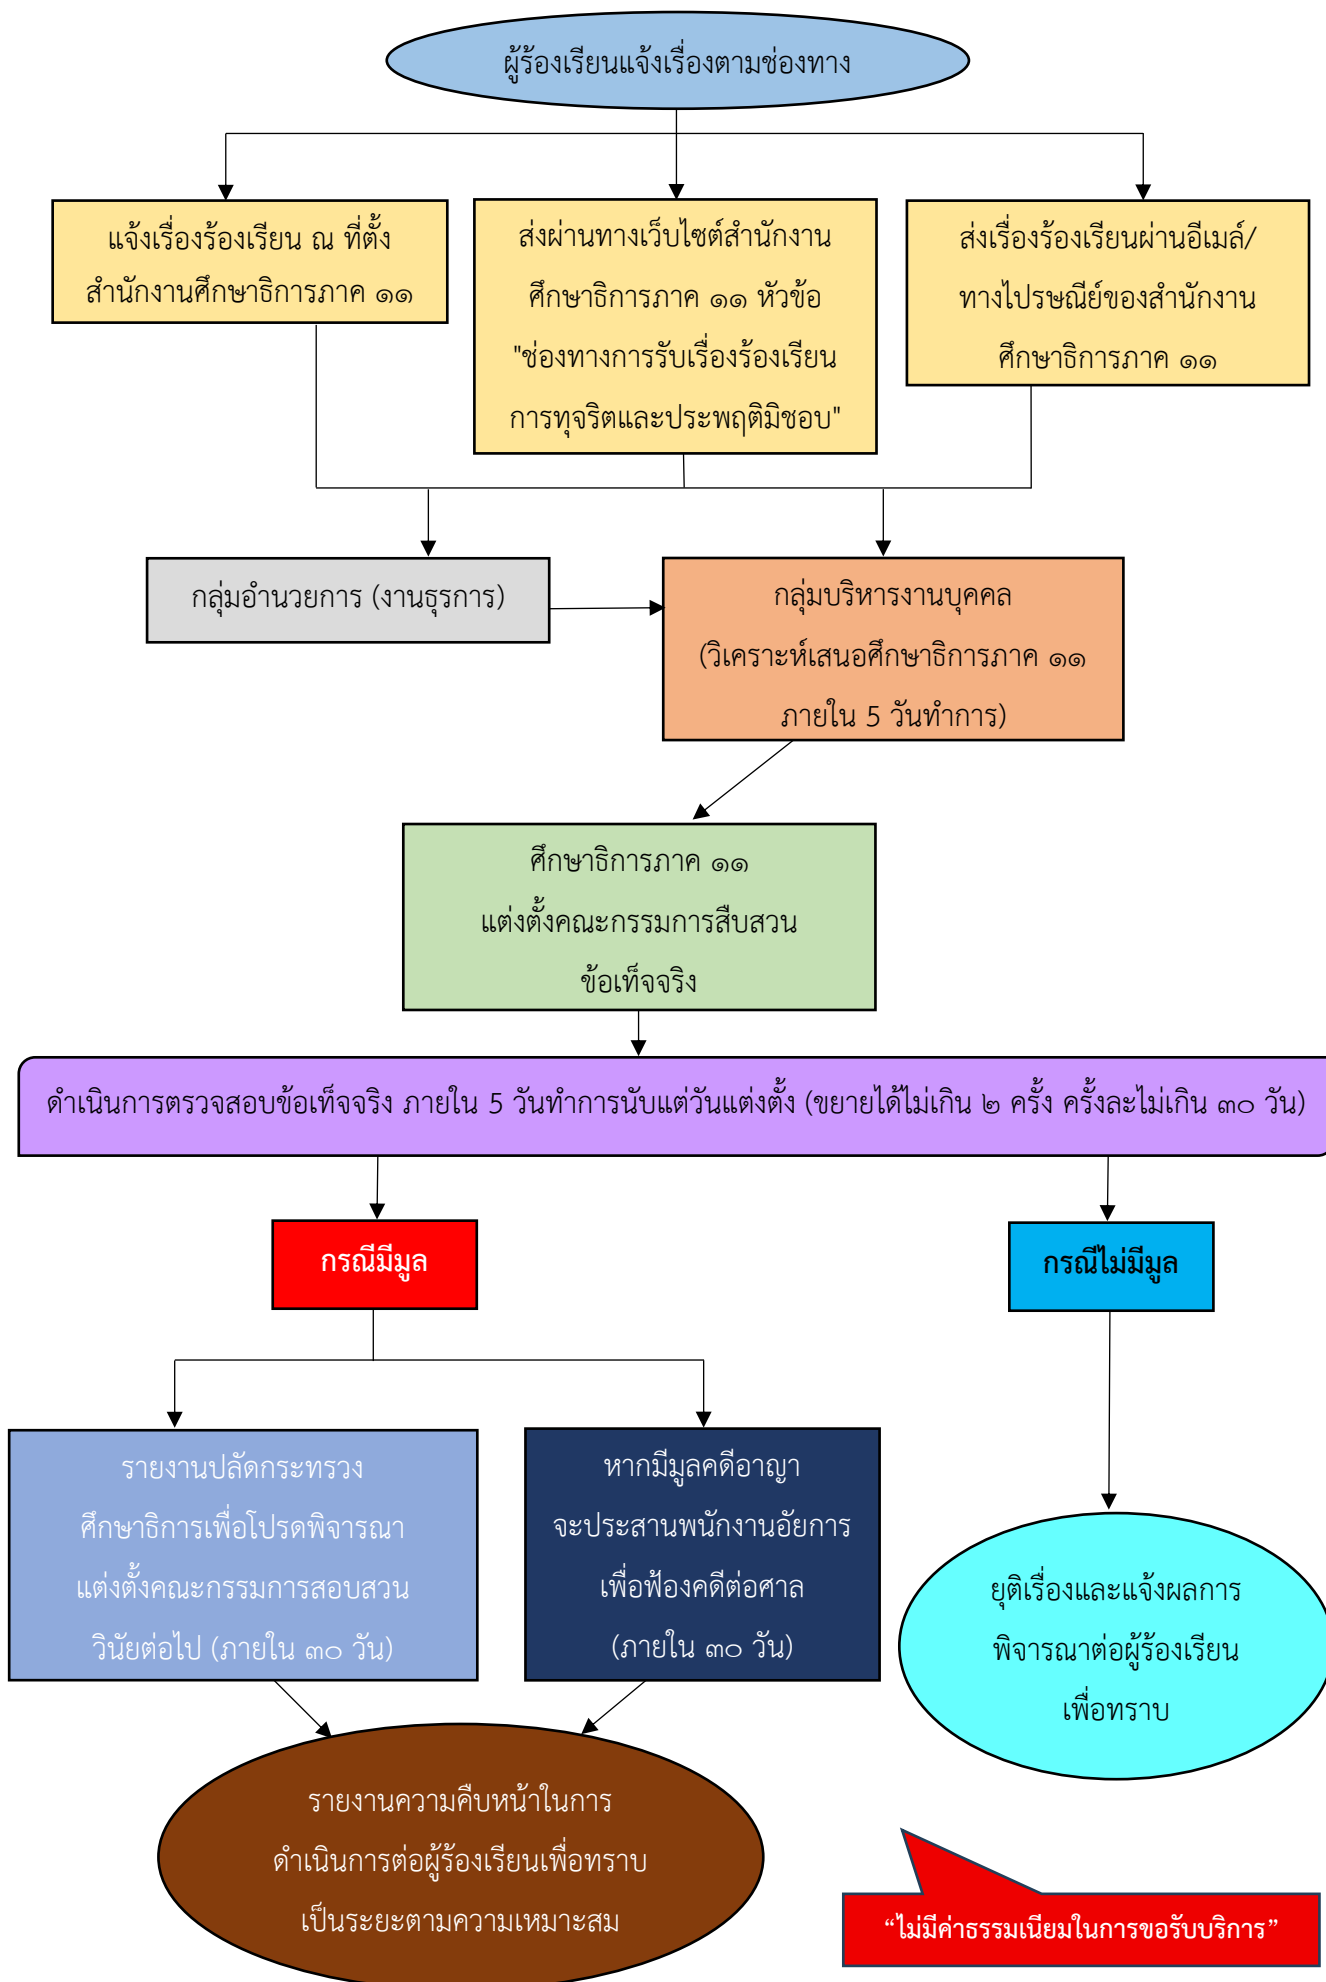 ผู้ร้องเรียนแจ้งเรื่องตามช่องทาง
แจ้งเรื่องร้องเรียน ณ ที่ตั้ง
สำนักงานศึกษาธิการภาค ๑๑
ส่งผ่านทางเว็บไซต์สำนักงาน
ศึกษาธิการภาค ๑๑ หัวข้อ
"ช่องทางการรับเรื่องร้องเรียน
การทุจริตและประพฤติมิชอบ"
ส่งเรื่องร้องเรียนผ่านอีเมล์/
ทางไปรษณีย์ของสำนักงาน
ศึกษาธิการภาค ๑๑
กลุ่มอำนวยการ (งานธุรการ)
กลุ่มบริหารงานบุคคล
(วิเคราะห์เสนอศึกษาธิการภาค ๑๑
ภายใน 5 วันทำการ)
ศึกษาธิการภาค ๑๑
แต่งตั้งคณะกรรมการสืบสวน
ข้อเท็จจริง
ดำเนินการตรวจสอบข้อเท็จจริง ภายใน 5 วันทำการนับแต่วันแต่งตั้ง (ขยายได้ไม่เกิน ๒ ครั้ง ครั้งละไม่เกิน ๓๐ วัน)
กรณีมีมูล
กรณีไม่มีมูล
รายงานปลัดกระทรวง
ศึกษาธิการเพื่อโปรดพิจารณา
แต่งตั้งคณะกรรมการสอบสวน
วินัยต่อไป (ภายใน ๓๐ วัน)
หากมีมูลคดีอาญา
จะประสานพนักงานอัยการ
เพื่อฟ้องคดีต่อศาล
(ภายใน ๓๐ วัน)
ยุติเรื่องและแจ้งผลการ
พิจารณาต่อผู้ร้องเรียน
เพื่อทราบ
รายงานความคืบหน้าในการ
ดำเนินการต่อผู้ร้องเรียนเพื่อทราบ
เป็นระยะตามความเหมาะสม
“ไม่มีค่าธรรมเนียมในการขอรับบริการ”